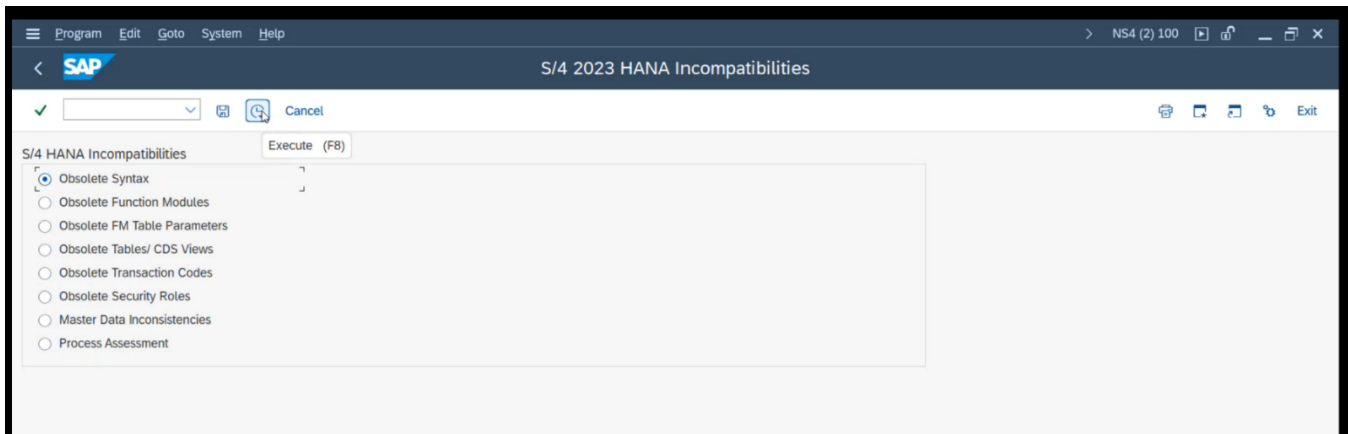 Program Edit Goto System Help NS4 (2) 100
SAP S/4 2023 HANA Incompatibilities
Cancel Exit
Execute (F8)
S/4 HANA Incompatibilities
Obsolete Syntax
Obsolete Function Modules
Obsolete FM Table Parameters
Obsolete Tables/ CDS Views
Obsolete Transaction Codes
Obsolete Security Roles
Master Data Inconsistencies
Process Assessment